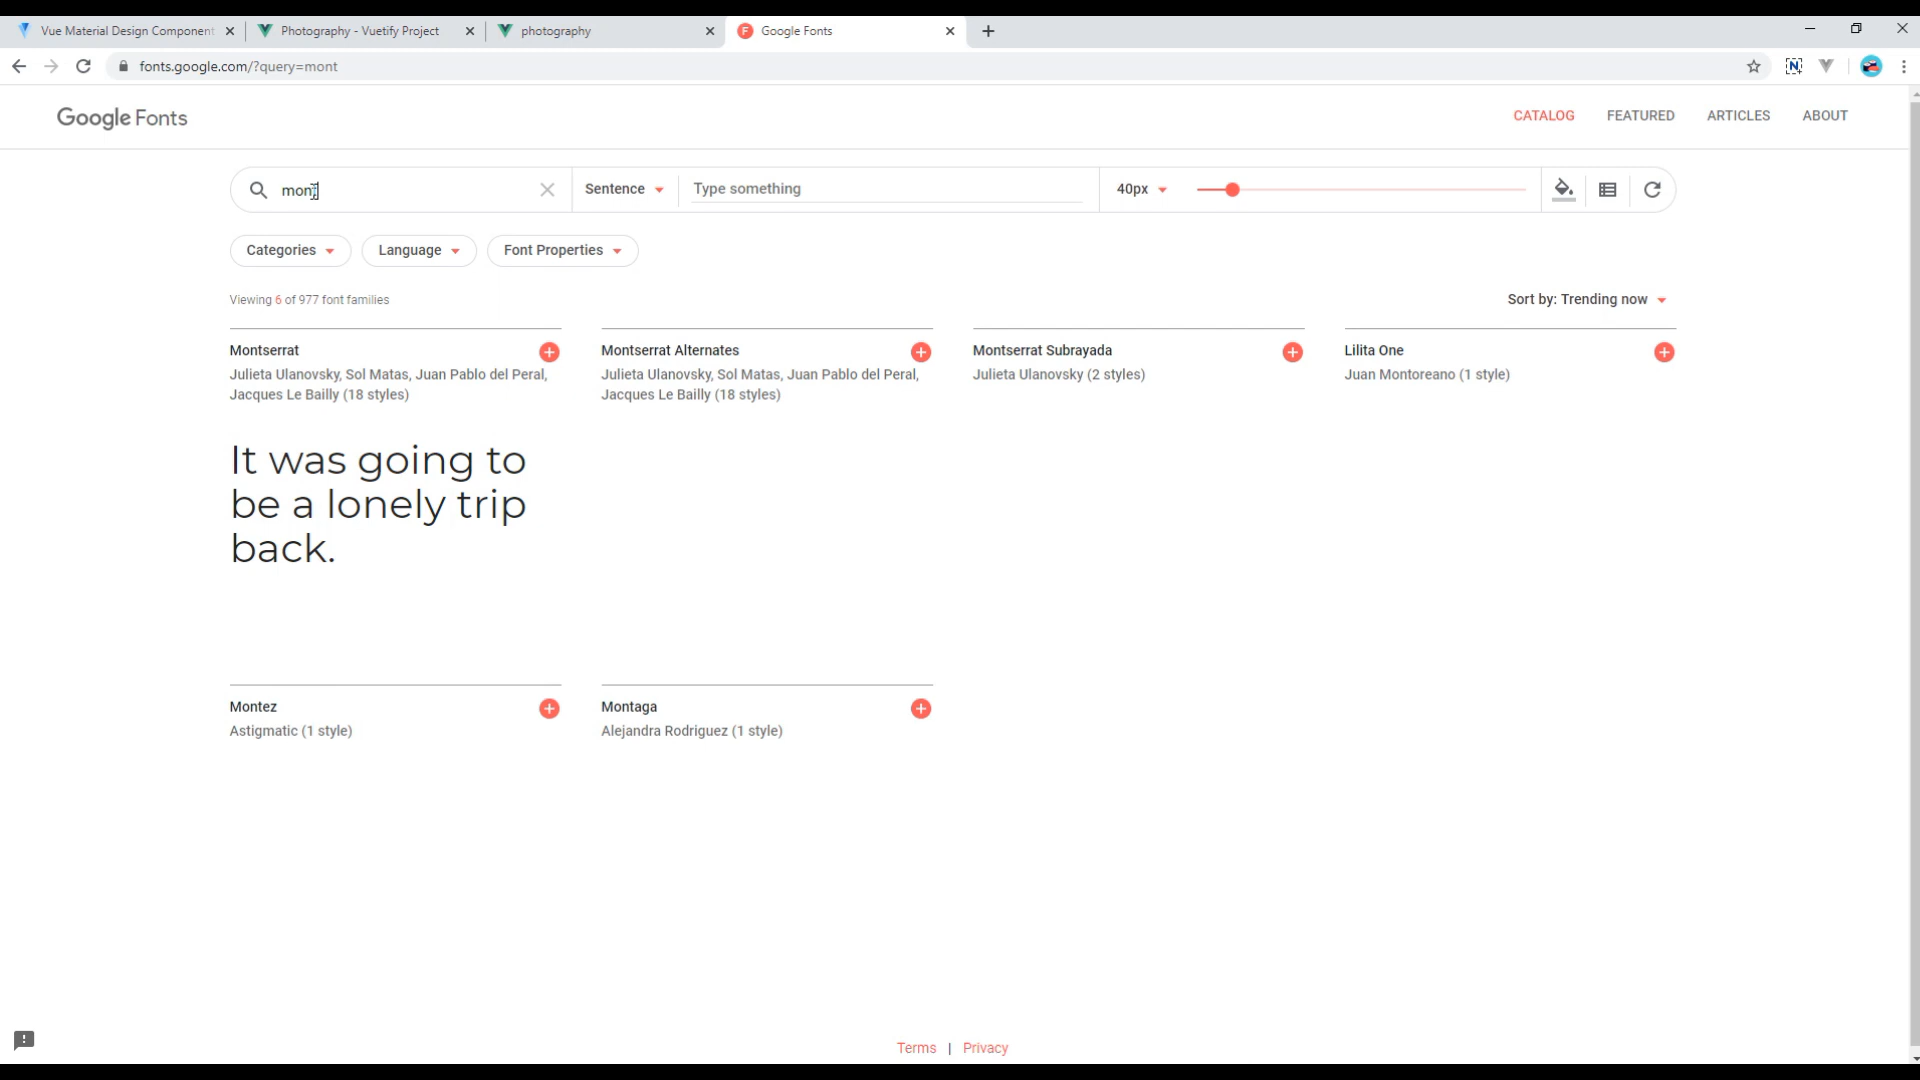 Vue Material Design Component
Photography - Vuetify Project
photography
Google Fonts
fonts.google.com/?query=mont
Google Fonts
CATALOG
FEATURED
ARTICLES
ABOUT
mont
Sentence
Type something
40px
Categories
Language
Font Properties
Viewing 6 of 977 font families
Sort by: Trending now
Montserrat
Julieta Ulanovsky, Sol Matas, Juan Pablo del Peral,
Jacques Le Bailly (18 styles)
It was going to
be a lonely trip
back.
Montserrat Alternates
Julieta Ulanovsky, Sol Matas, Juan Pablo del Peral,
Jacques Le Bailly (18 styles)
Montserrat Subrayada
Julieta Ulanovsky (2 styles)
Lilita One
Juan Montoreano (1 style)
Montez
Astigmatic (1 style)
Montaga
Alejandra Rodriguez (1 style)
Terms | Privacy